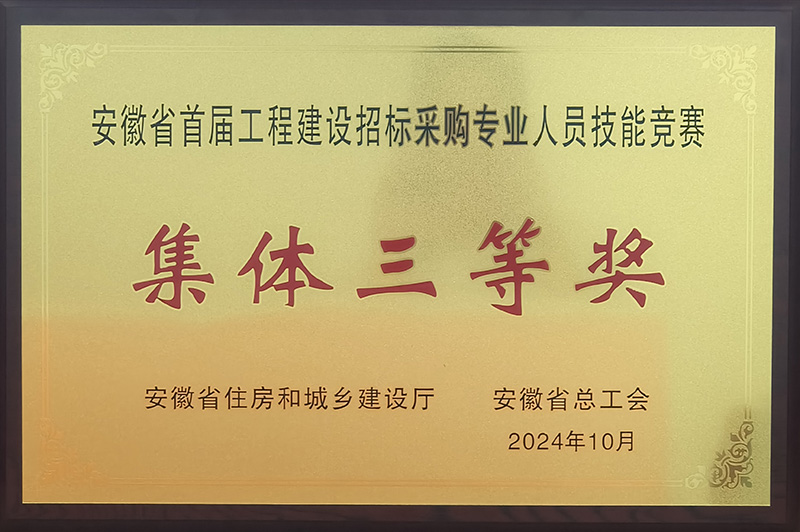 安徽省首届工程建设招标采购专业人员技能竞赛
集体三等奖
安徽省住房和城乡建设厅 安徽省总工会
2024年10月